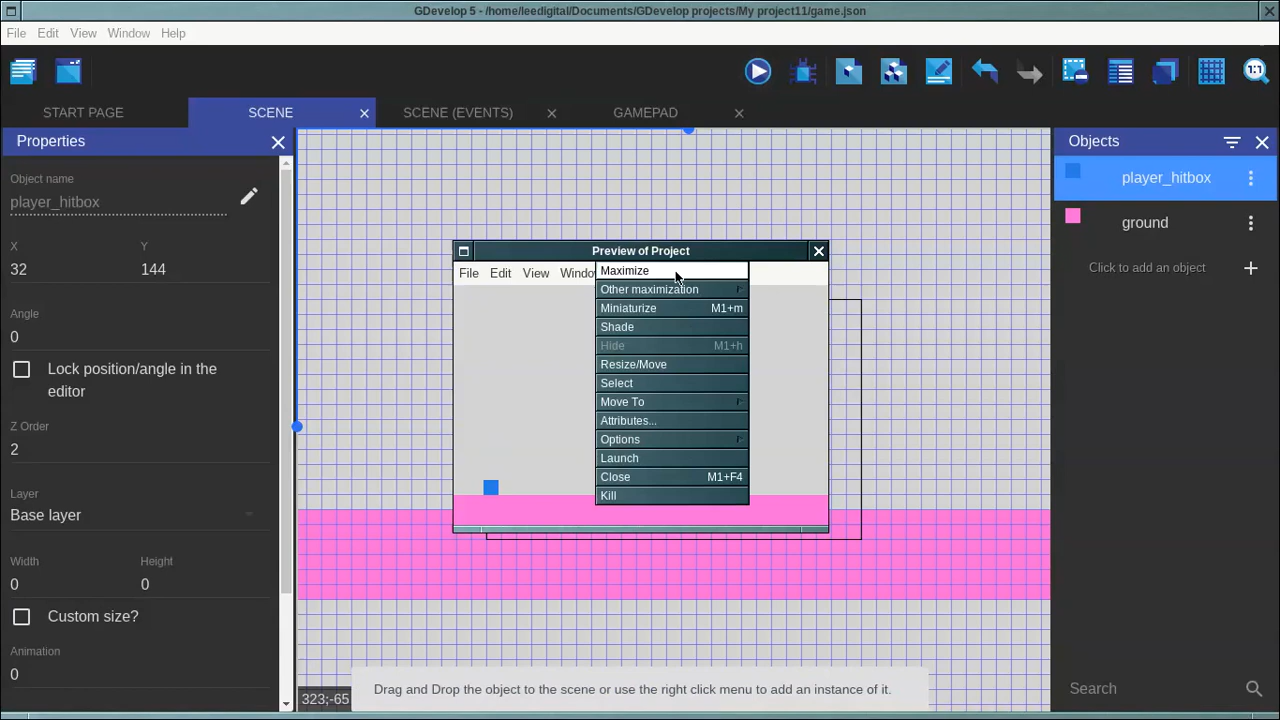 GDevelop 5 - /home/leedigital/Documents/GDevelop projects/My project11/game.json
File Edit View Window Help
1:1
START PAGE
SCENE
SCENE (EVENTS)
GAMEPAD
Properties
Object name
player_hitbox
X Y
32 144
Angle
0
Lock position/angle in the
editor
Z Order
2
Layer
Base layer
Width Height
0 0
Custom size?
Animation
0
Preview of Project
File Edit View
Maximize
Other maximization
Miniaturize M1+m
Shade
Hide M1+h
Resize/Move
Select
Move To
Attributes...
Options
Launch
Close M1+F4
Kill
323;-65
Drag and Drop the object to the scene or use the right click menu to add an instance of it.
Objects
player_hitbox
ground
Click to add an object
Search